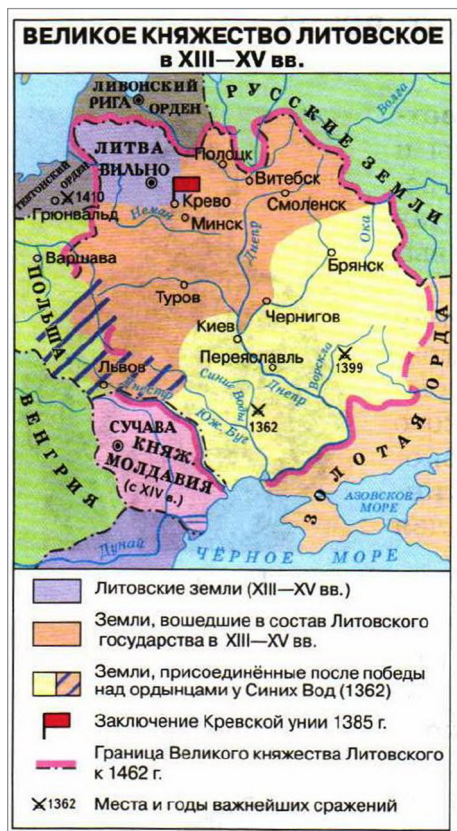 ВЕЛИКОЕ КНЯЖЕСТВО ЛИТОВСКОЕ
в XIII—XV вв.
ЛИВОНСКИЙ
РИГА
ОРДЕН
РУССКИЕ ЗЕМЛИ
Волга
ЛИТВА
ВИЛЬНО
Полоцк
Витебск
ТЕВТОНСКИЙ ОРДЕН
1410
Грюнвальд
Крево
Смоленск
Неман
Минск
Днепр
Ока
Варшава
Брянск
ПОЛЬША
Туров
Чернигов
Киев
Переяславль
Ворскла
1399
ЗОЛОТАЯ ОРДА
Львов
Днестр
Синие Воды
Днепр
1362
Юж. Буг
ВЕНГРИЯ
СУЧАВА
КНЯЖ.
МОЛДАВИЯ
(с XIV в.)
АЗОВСКОЕ
МОРЕ
Дунай
ЧЁРНОЕ МОРЕ
Литовские земли (XIII—XV вв.)
Земли, вошедшие в состав Литовского
государства в XIII—XV вв.
Земли, присоединённые после победы
над ордынцами у Синих Вод (1362)
Заключение Кревской унии 1385 г.
Граница Великого княжества Литовского
к 1462 г.
1362 Места и годы важнейших сражений